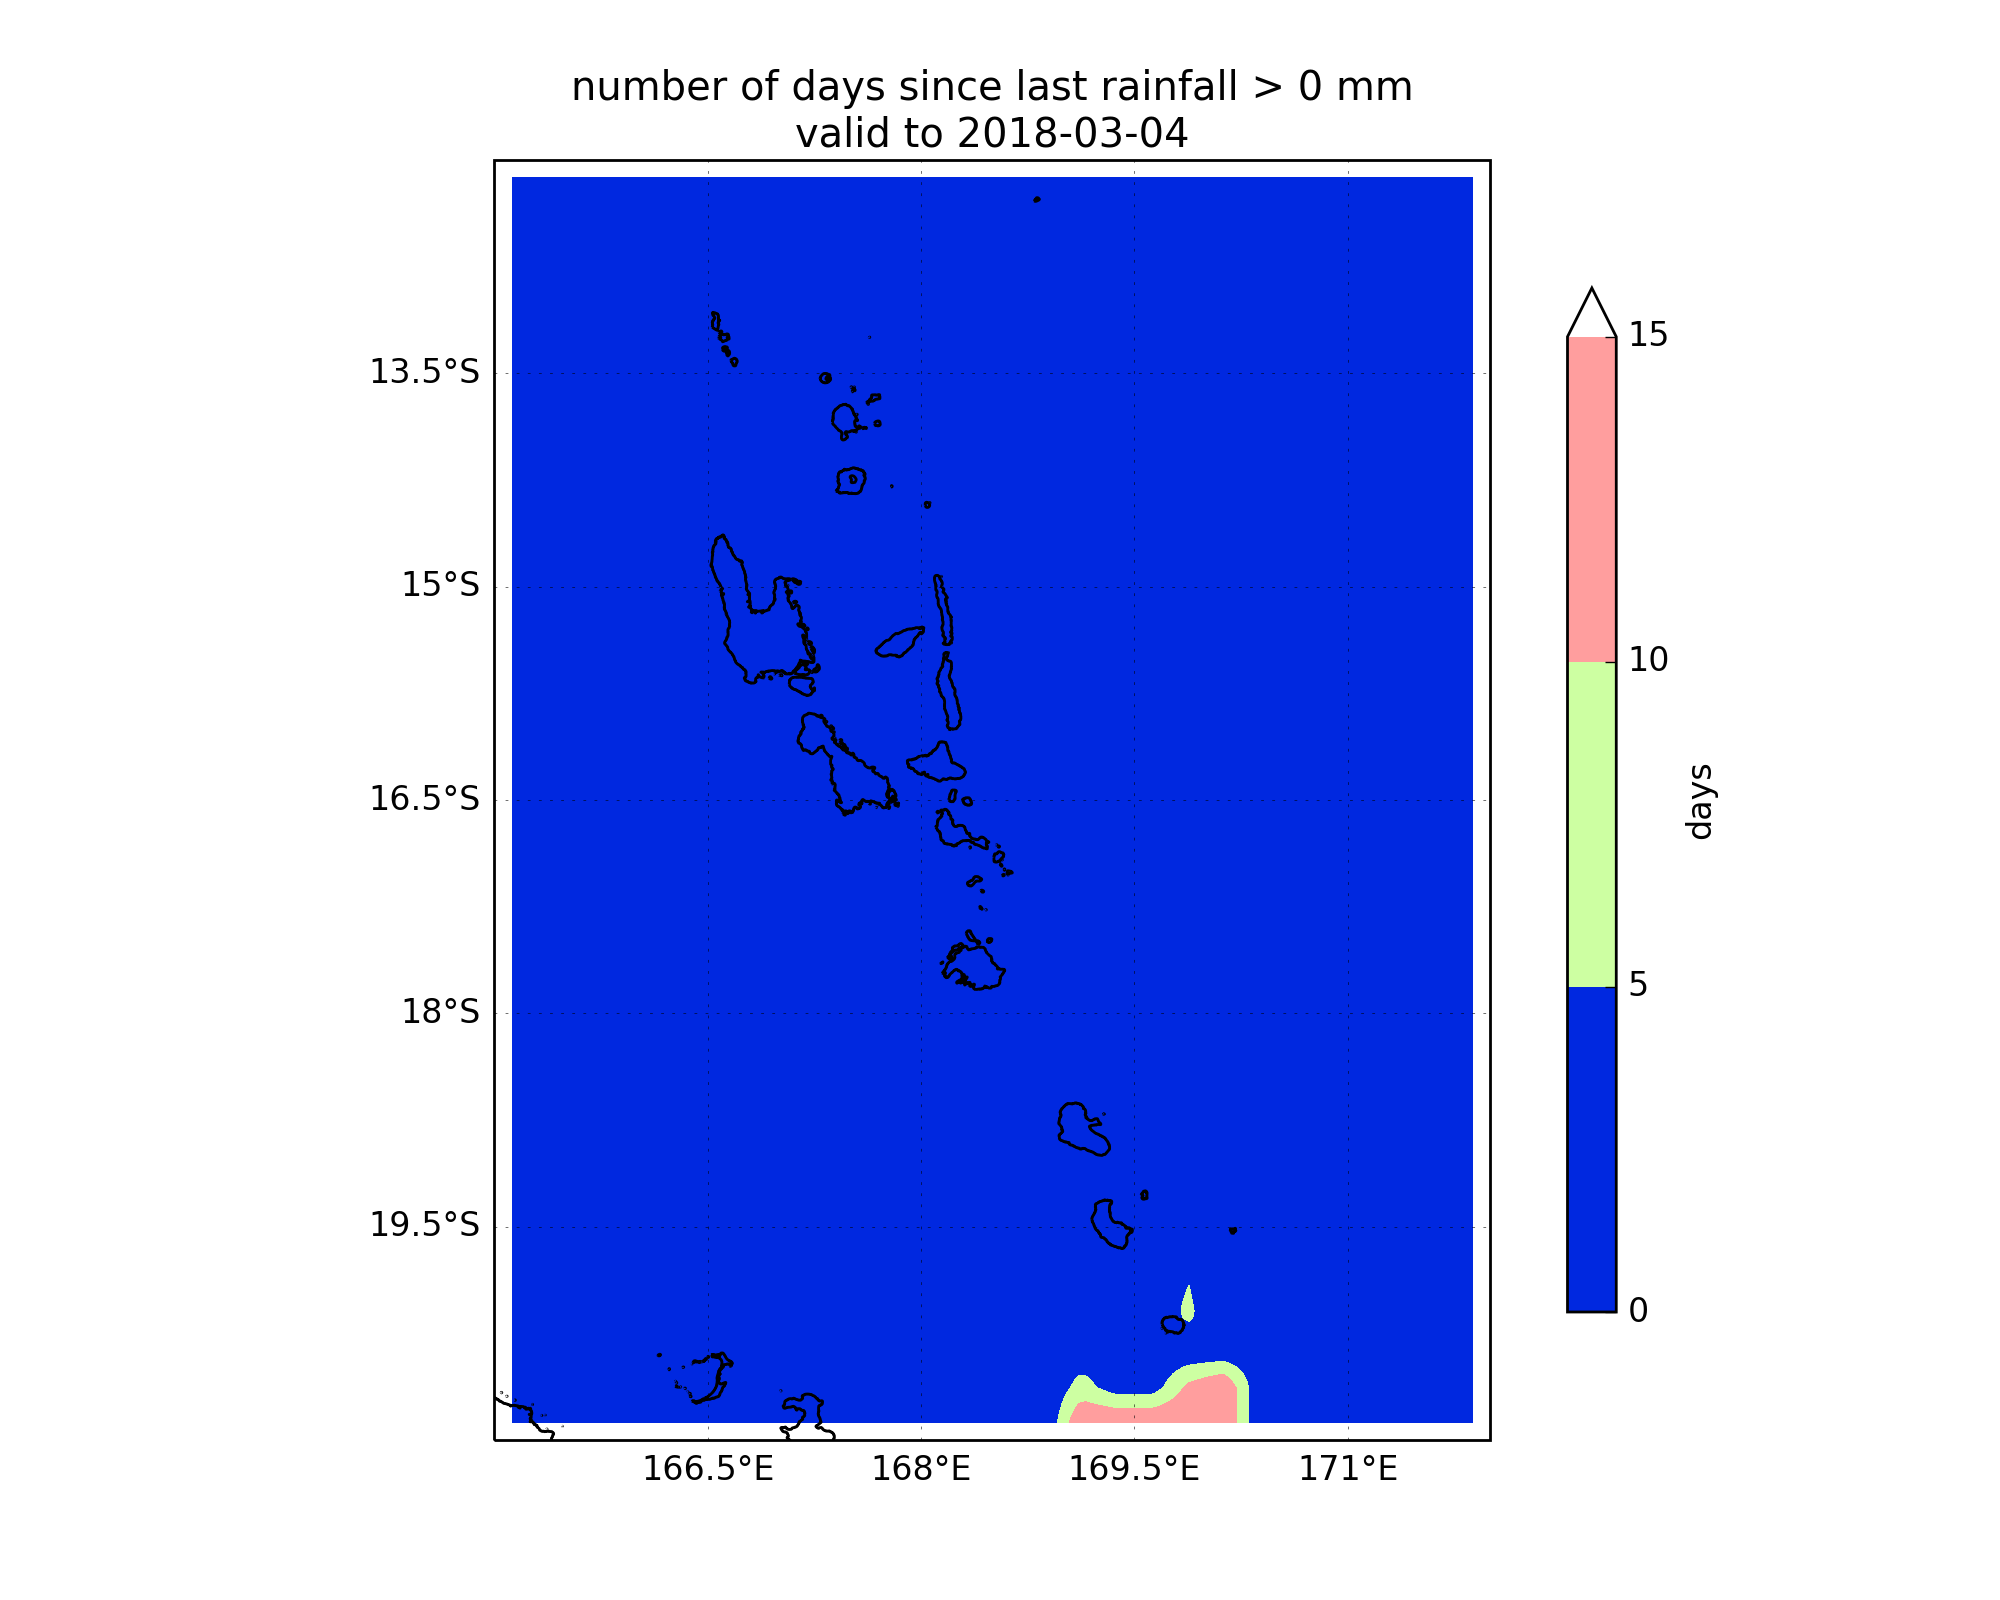 number of days since last rainfall > 0 mm
valid to 2018-03-04
13.5°S
15°S
16.5°S
18°S
19.5°S
166.5°E
168°E
169.5°E
171°E
15
10
5
0
days